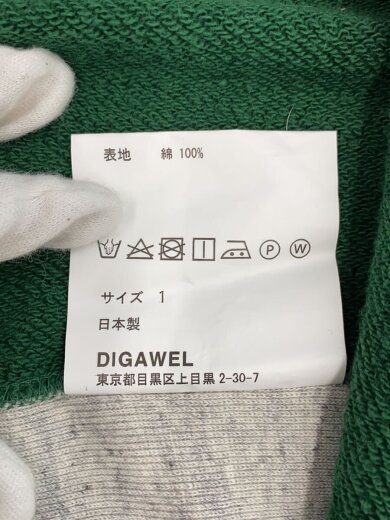 表地 綿 100%
P W
サイズ 1
日本製
DIGAWEL
東京都目黒区上目黒 2-30-7